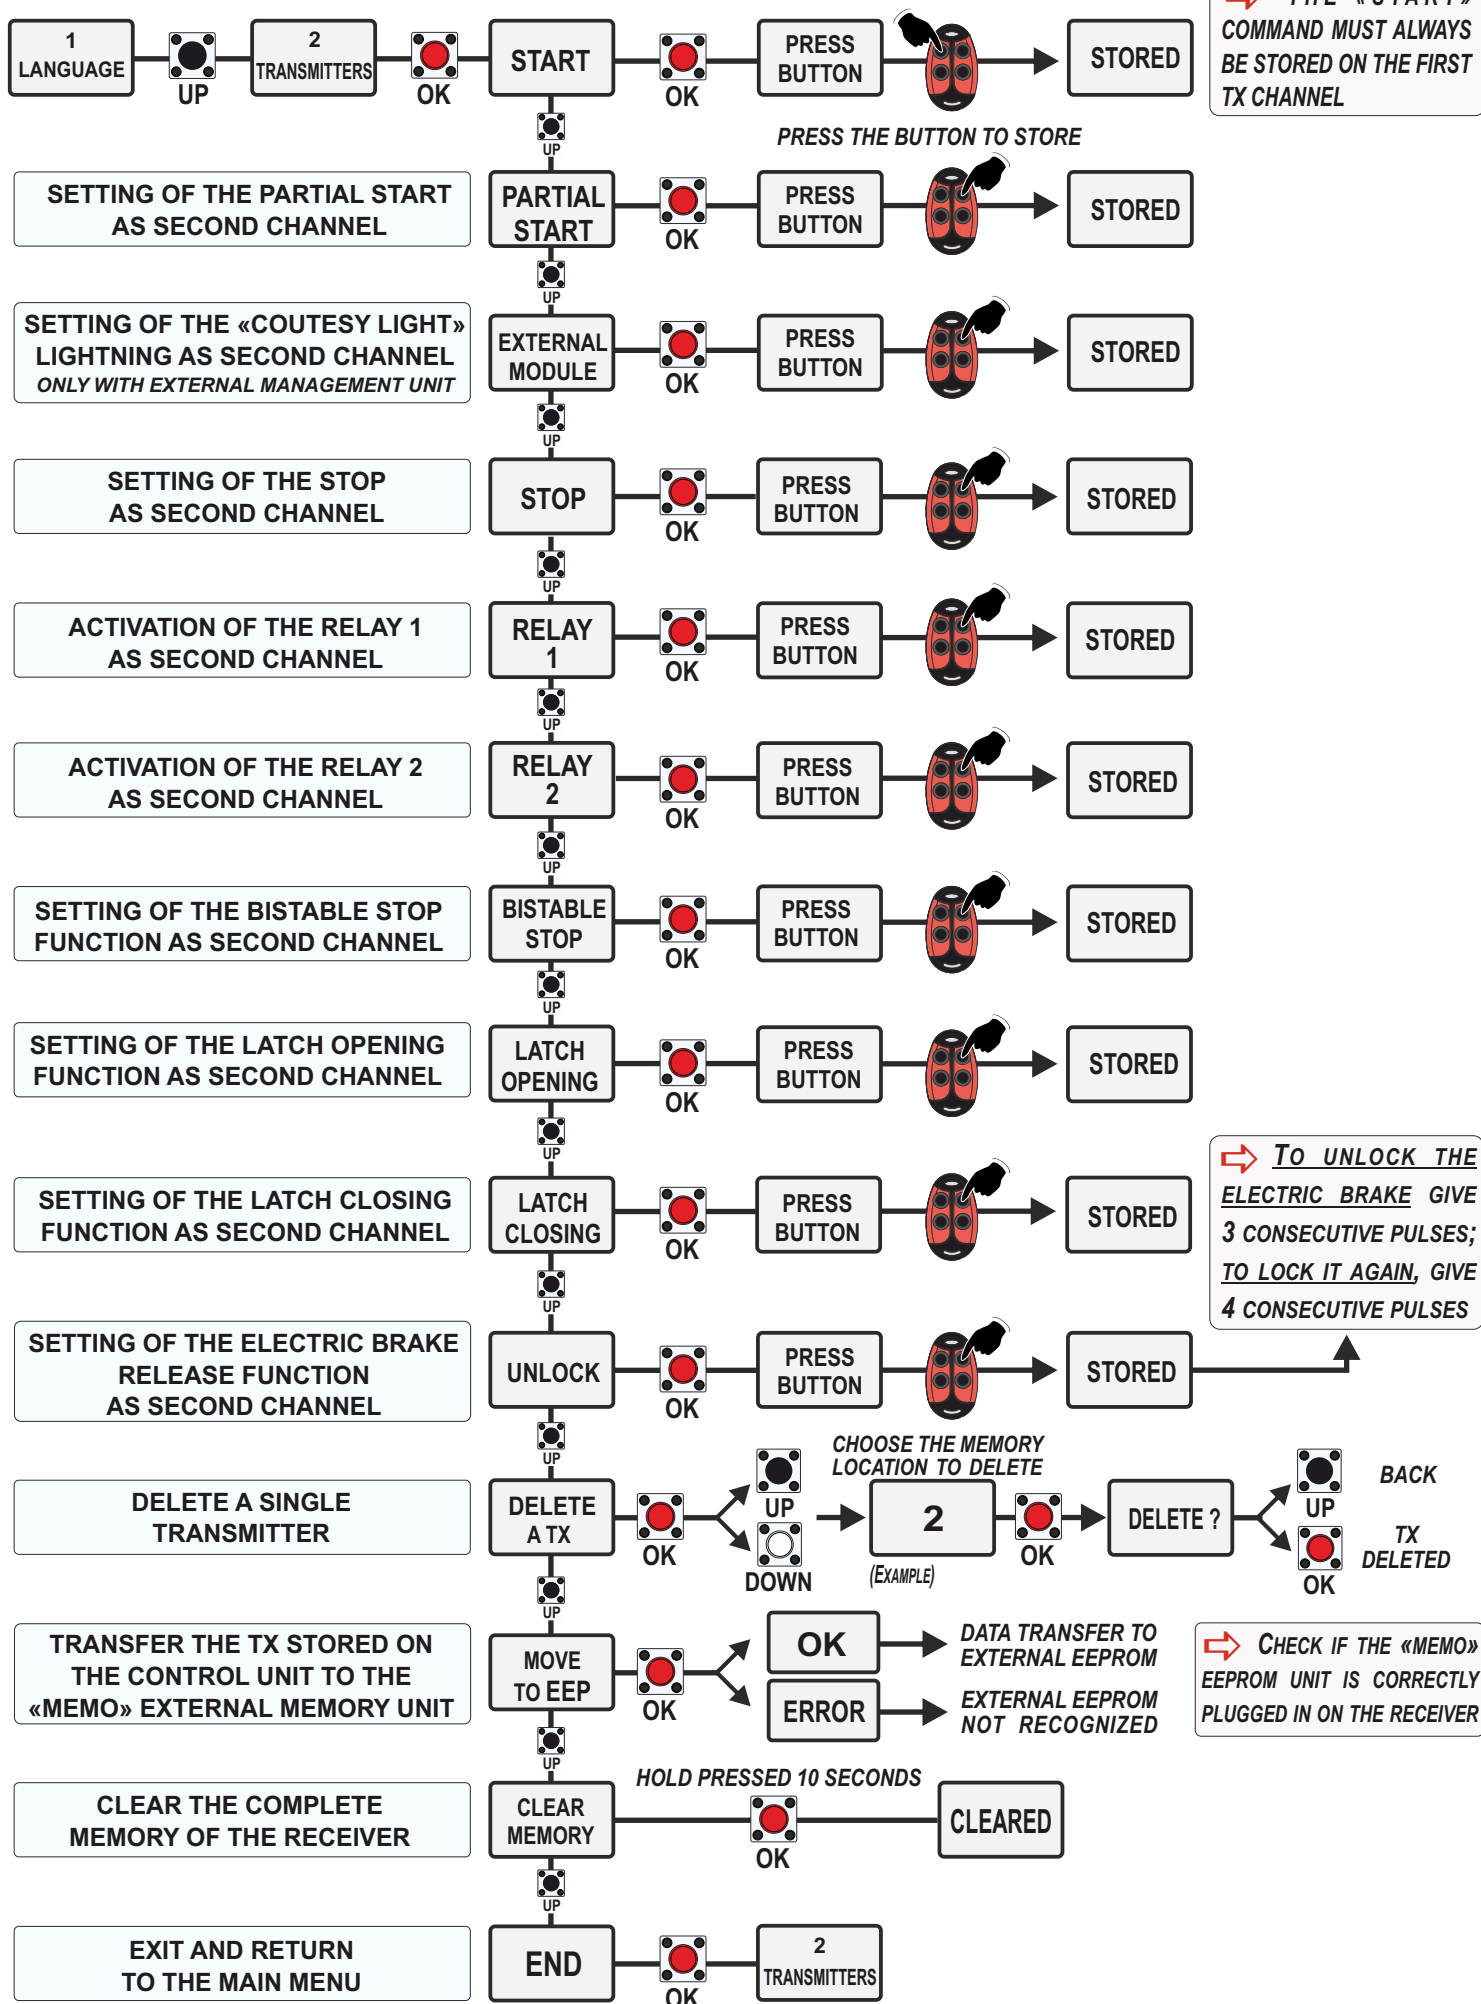 THE «START»
COMMAND MUST ALWAYS
BE STORED ON THE FIRST
TX CHANNEL
1
LANGUAGE
UP
2
TRANSMITTERS
OK
START
OK
PRESS
BUTTON
STORED
UP
PRESS THE BUTTON TO STORE
SETTING OF THE PARTIAL START
AS SECOND CHANNEL
PARTIAL
START
OK
PRESS
BUTTON
STORED
UP
SETTING OF THE «COUTESY LIGHT»
LIGHTNING AS SECOND CHANNEL
ONLY WITH EXTERNAL MANAGEMENT UNIT
EXTERNAL
MODULE
OK
PRESS
BUTTON
STORED
UP
SETTING OF THE STOP
AS SECOND CHANNEL
STOP
OK
PRESS
BUTTON
STORED
UP
ACTIVATION OF THE RELAY 1
AS SECOND CHANNEL
RELAY
1
OK
PRESS
BUTTON
STORED
UP
ACTIVATION OF THE RELAY 2
AS SECOND CHANNEL
RELAY
2
OK
PRESS
BUTTON
STORED
UP
SETTING OF THE BISTABLE STOP
FUNCTION AS SECOND CHANNEL
BISTABLE
STOP
OK
PRESS
BUTTON
STORED
UP
SETTING OF THE LATCH OPENING
FUNCTION AS SECOND CHANNEL
LATCH
OPENING
OK
PRESS
BUTTON
STORED
UP
SETTING OF THE LATCH CLOSING
FUNCTION AS SECOND CHANNEL
LATCH
CLOSING
OK
PRESS
BUTTON
STORED
UP
TO UNLOCK THE
ELECTRIC BRAKE GIVE
3 CONSECUTIVE PULSES;
TO LOCK IT AGAIN, GIVE
4 CONSECUTIVE PULSES
SETTING OF THE ELECTRIC BRAKE
RELEASE FUNCTION
AS SECOND CHANNEL
UNLOCK
OK
PRESS
BUTTON
STORED
UP
DELETE A SINGLE
TRANSMITTER
DELETE
A TX
OK
UP
DOWN
CHOOSE THE MEMORY
LOCATION TO DELETE
2
(EXAMPLE)
OK
DELETE ?
UP
BACK
OK
TX
DELETED
UP
TRANSFER THE TX STORED ON
THE CONTROL UNIT TO THE
«MEMO» EXTERNAL MEMORY UNIT
MOVE
TO EEP
OK
OK
DATA TRANSFER TO
EXTERNAL EEPROM
ERROR
EXTERNAL EEPROM
NOT RECOGNIZED
CHECK IF THE «MEMO»
EEPROM UNIT IS CORRECTLY
PLUGGED IN ON THE RECEIVER
UP
CLEAR THE COMPLETE
MEMORY OF THE RECEIVER
CLEAR
MEMORY
HOLD PRESSED 10 SECONDS
OK
CLEARED
UP
EXIT AND RETURN
TO THE MAIN MENU
END
OK
2
TRANSMITTERS